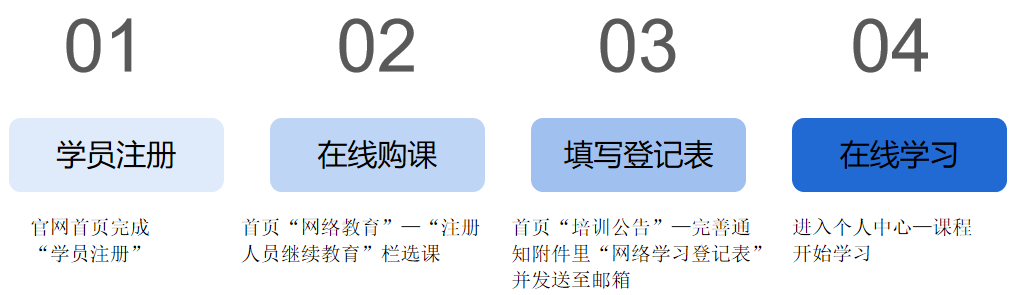 01
02
03
04
学员注册
在线购课
填写登记表
在线学习
官网首页完成
“学员注册”
首页“网络教育”—“注册
人员继续教育”栏选课
首页“培训公告”—完善通
知附件里“网络学习登记表”
并发送至邮箱
进入个人中心—课程
开始学习